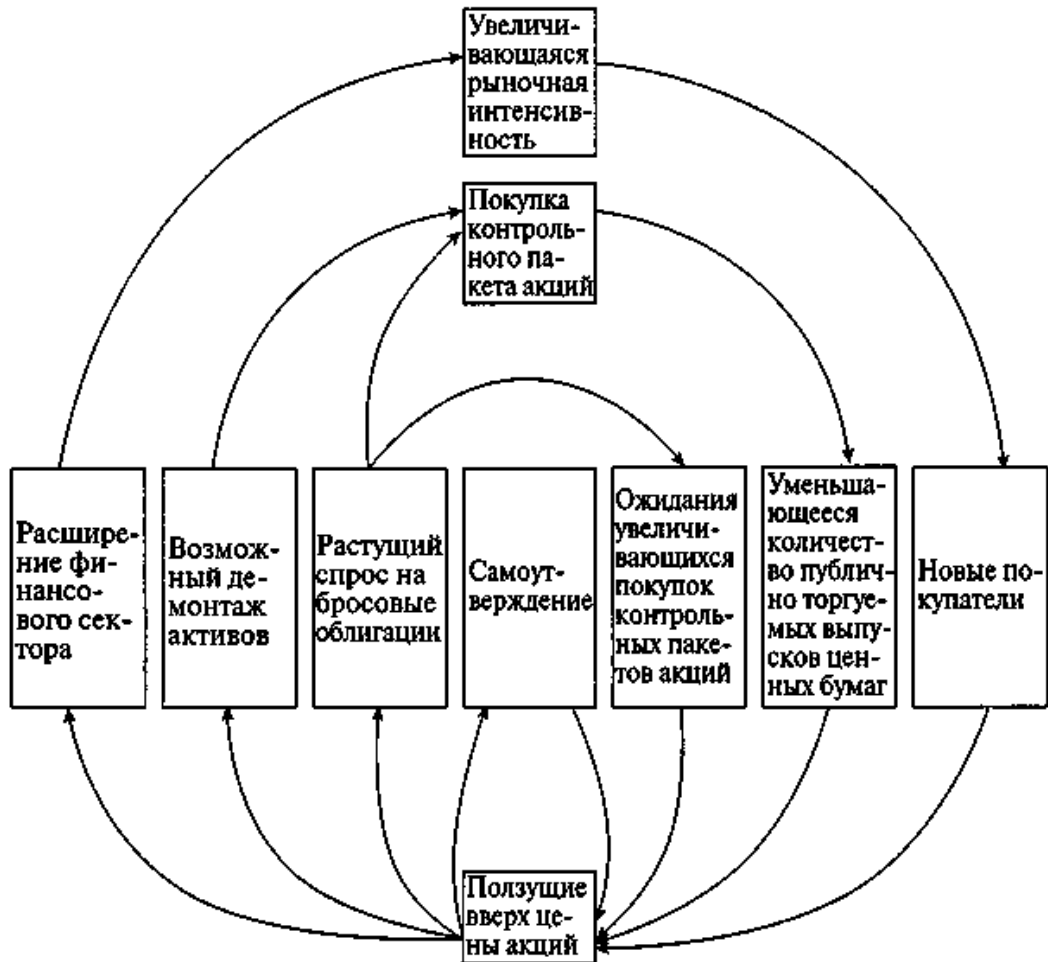 Увеличи-
вающаяся
рыночная
интенсив-
ность
Покупка
контроль-
ного па-
кета акций
Расшире-
ние фи-
нансо-
вого сек-
тора
Возмож-
ный де-
монтаж
активов
Растущий
спрос на
бросовые
облигации
Самоут-
верждение
Ожидания
увеличи-
вающихся
покупок
контроль-
ных паке-
тов акций
Уменьша-
ющееся
количест-
во публич-
но торгуе-
мых выпу-
сков цен-
ных бумаг
Новые по-
купатели
Ползущие
вверх це-
ны акций